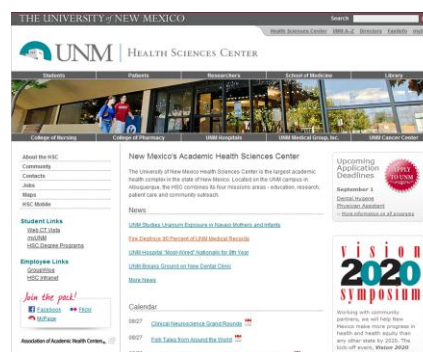 THE UNIVERSITY of NEW MEXICO
Search
Health Sciences Center UNM A-Z Directory FastInfo
UNM HEALTH SCIENCES CENTER
Students Patients Researchers School of Medicine Library
College of Nursing College of Pharmacy UNM Hospitals UNM Medical Group, Inc. UNM Cancer Center
About the HSC
Community
Contacts
Jobs
Maps
HSC Mobile
Student Links
Web CT Vista
myUNM
HSC Degree Programs
Employee Links
GroupWise
HSC Intranet
Join the pack!
Facebook Flickr
MyPage
Association of Academic Health Centers
New Mexico's Academic Health Sciences Center
The University of New Mexico Health Sciences Center is the largest academic
health complex in the state of New Mexico. Located on the UNM campus in
Albuquerque, the HSC combines its four missions areas - education, research,
patient care and community outreach.
News
UNM Studies Uranium Exposure in Navajo Mothers and Infants
Fire Destroys 80 Percent of UNM Medical Records
UNM Hospital "Most-Wired" Nationals for 8th Year
UNM Breaks Ground on New Dental Clinic
More News
Calendar
09/27 Clinical Neuroscience Grand Rounds
09/27 Folk Tales from Around the World
Upcoming
Application
Deadlines
APPLY
TO UNM
September 1
Dental Hygiene
Physician Assistant
More information on all programs
vision
2020
symposium
Working with community
partners, we will help New
Mexico make more progress in
health and health equity than
any other state by 2020. The
kick-off event, Vision 2020